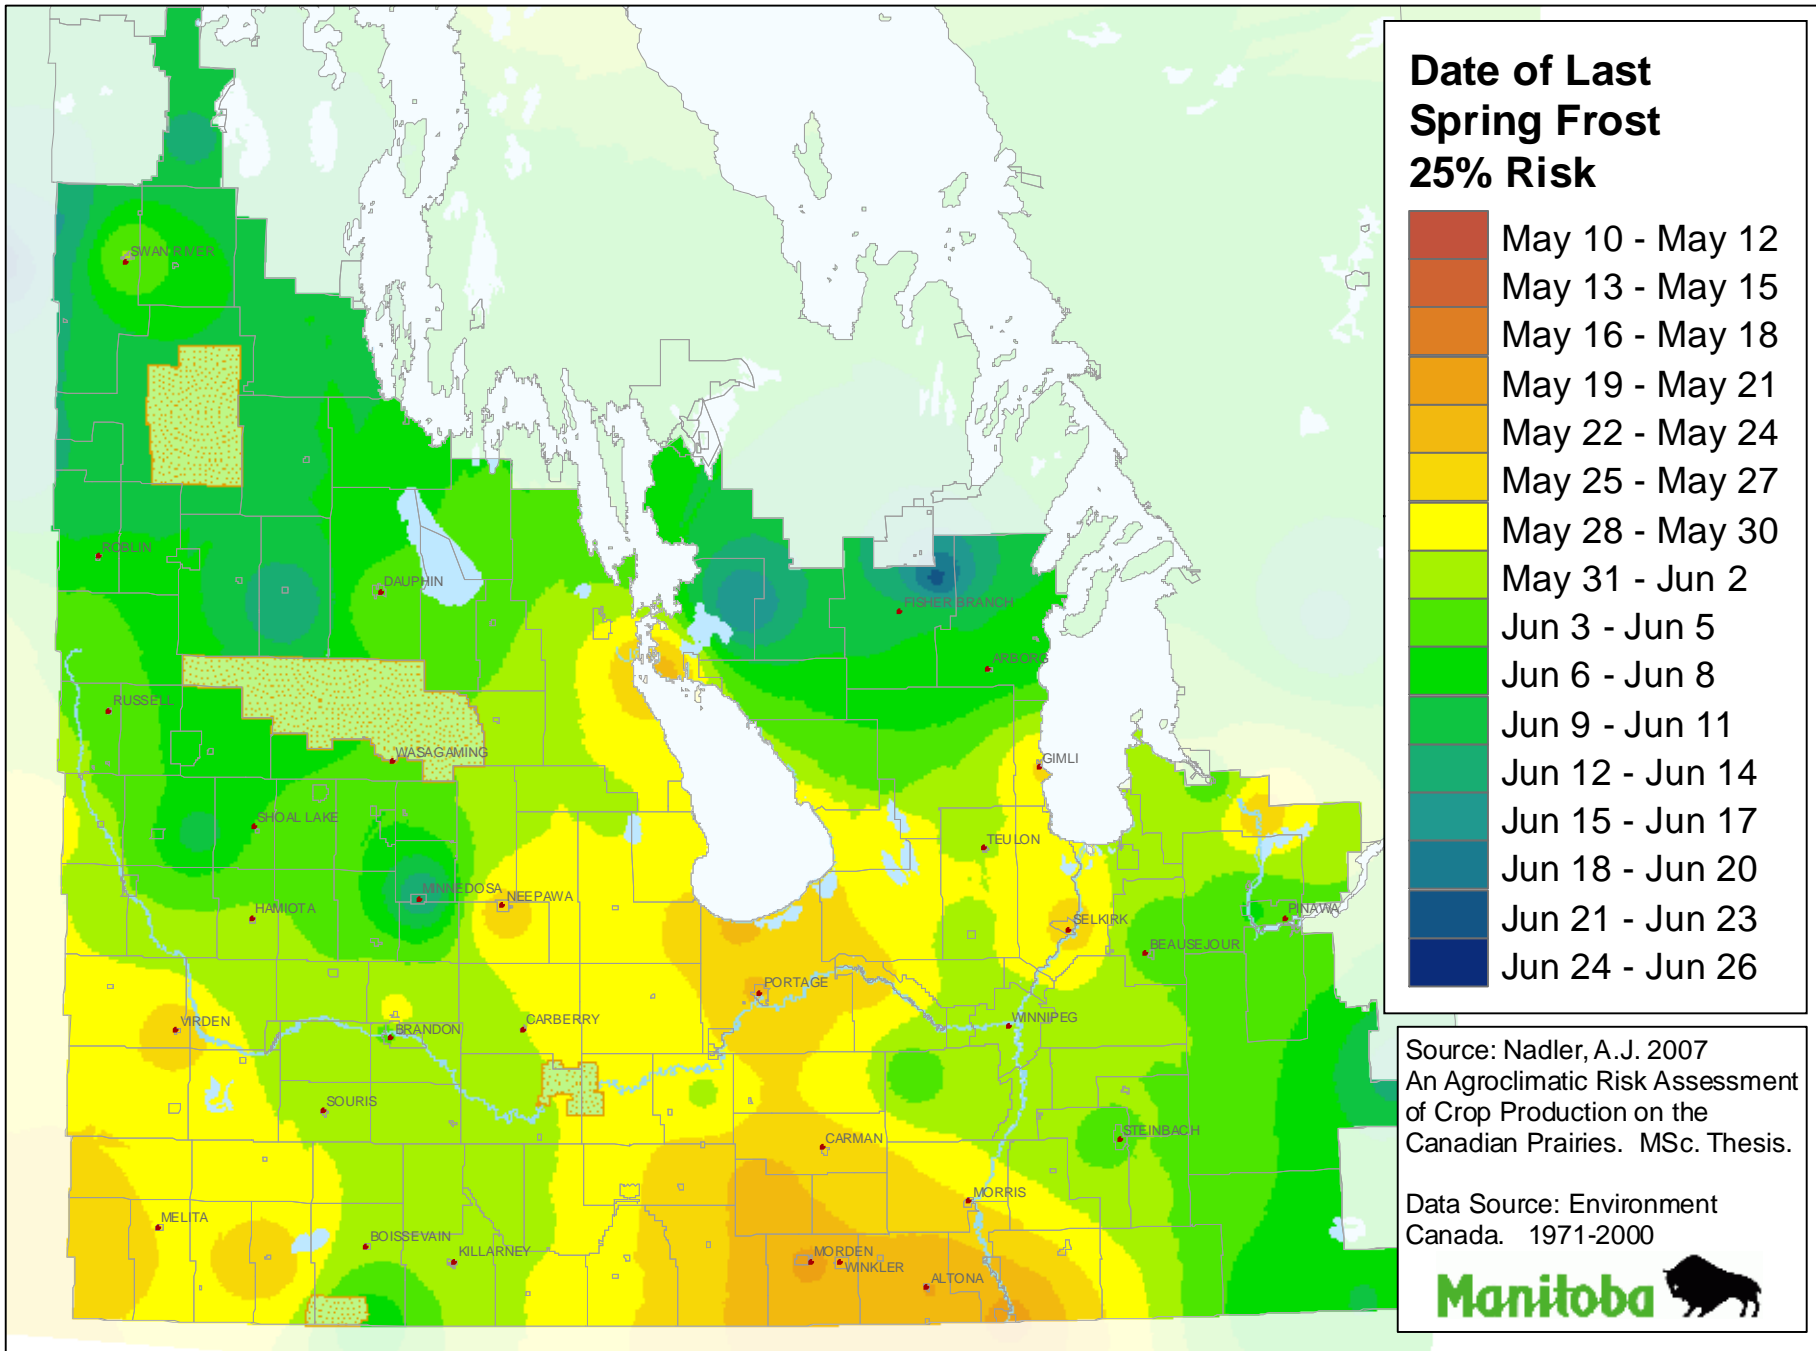 Date of Last
Spring Frost
25% Risk
May 10 - May 12
May 13 - May 15
May 16 - May 18
May 19 - May 21
May 22 - May 24
May 25 - May 27
May 28 - May 30
May 31 - Jun 2
Jun 3 - Jun 5
Jun 6 - Jun 8
Jun 9 - Jun 11
Jun 12 - Jun 14
Jun 15 - Jun 17
Jun 18 - Jun 20
Jun 21 - Jun 23
Jun 24 - Jun 26
SWAN RIVER
ROBLIN
DAUPHIN
FISHER BRANCH
ARBORG
RUSSELL
WASAGAMING
GIMLI
SHOAL LAKE
TEULON
MINNEDOSA
NEEPAWA
HAMIOTA
SELKIRK
PINAWA
BEAUSEJOUR
PORTAGE
VIRDEN
BRANDON
CARBERRY
WINNIPEG
SOURIS
CARMAN
STEINBACH
MORRIS
MELITA
BOISSEVAIN
KILLARNEY
MORDEN
WINKLER
ALTONA
Source: Nadler, A.J. 2007
An Agroclimatic Risk Assessment
of Crop Production on the
Canadian Prairies. MSc. Thesis.
Data Source: Environment
Canada. 1971-2000
Manitoba